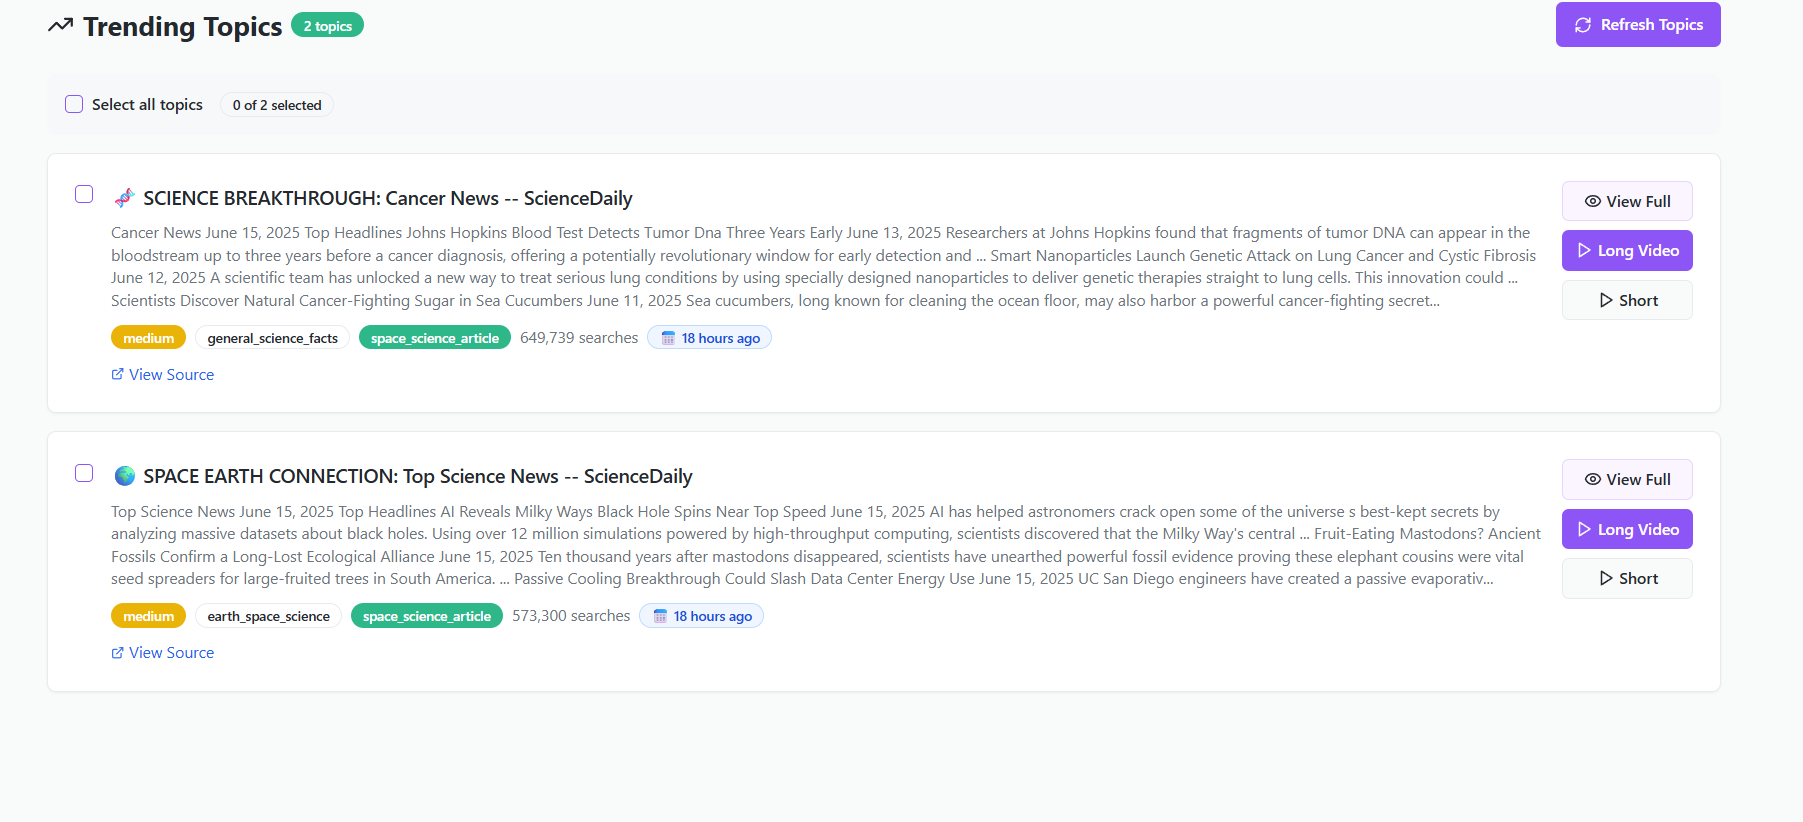 Trending Topics 2 topics
Refresh Topics
Select all topics 0 of 2 selected
SCIENCE BREAKTHROUGH: Cancer News -- ScienceDaily
Cancer News June 15, 2025 Top Headlines Johns Hopkins Blood Test Detects Tumor Dna Three Years Early June 13, 2025 Researchers at Johns Hopkins found that fragments of tumor DNA can appear in the
bloodstream up to three years before a cancer diagnosis, offering a potentially revolutionary window for early detection and ... Smart Nanoparticles Launch Genetic Attack on Lung Cancer and Cystic Fibrosis
June 12, 2025 A scientific team has unlocked a new way to treat serious lung conditions by using specially designed nanoparticles to deliver genetic therapies straight to lung cells. This innovation could ...
Scientists Discover Natural Cancer-Fighting Sugar in Sea Cucumbers June 11, 2025 Sea cucumbers, long known for cleaning the ocean floor, may also harbor a powerful cancer-fighting secret...
medium general_science_facts space_science_article 649,739 searches 18 hours ago
View Source
View Full
Long Video
Short
SPACE EARTH CONNECTION: Top Science News -- ScienceDaily
Top Science News June 15, 2025 Top Headlines AI Reveals Milky Ways Black Hole Spins Near Top Speed June 15, 2025 AI has helped astronomers crack open some of the universe s best-kept secrets by
analyzing massive datasets about black holes. Using over 12 million simulations powered by high-throughput computing, scientists discovered that the Milky Way's central ... Fruit-Eating Mastodons? Ancient
Fossils Confirm a Long-Lost Ecological Alliance June 15, 2025 Ten thousand years after mastodons disappeared, scientists have unearthed powerful fossil evidence proving these elephant cousins were vital
seed spreaders for large-fruited trees in South America. ... Passive Cooling Breakthrough Could Slash Data Center Energy Use June 15, 2025 UC San Diego engineers have created a passive evaporativ...
medium earth_space_science space_science_article 573,300 searches 18 hours ago
View Source
View Full
Long Video
Short